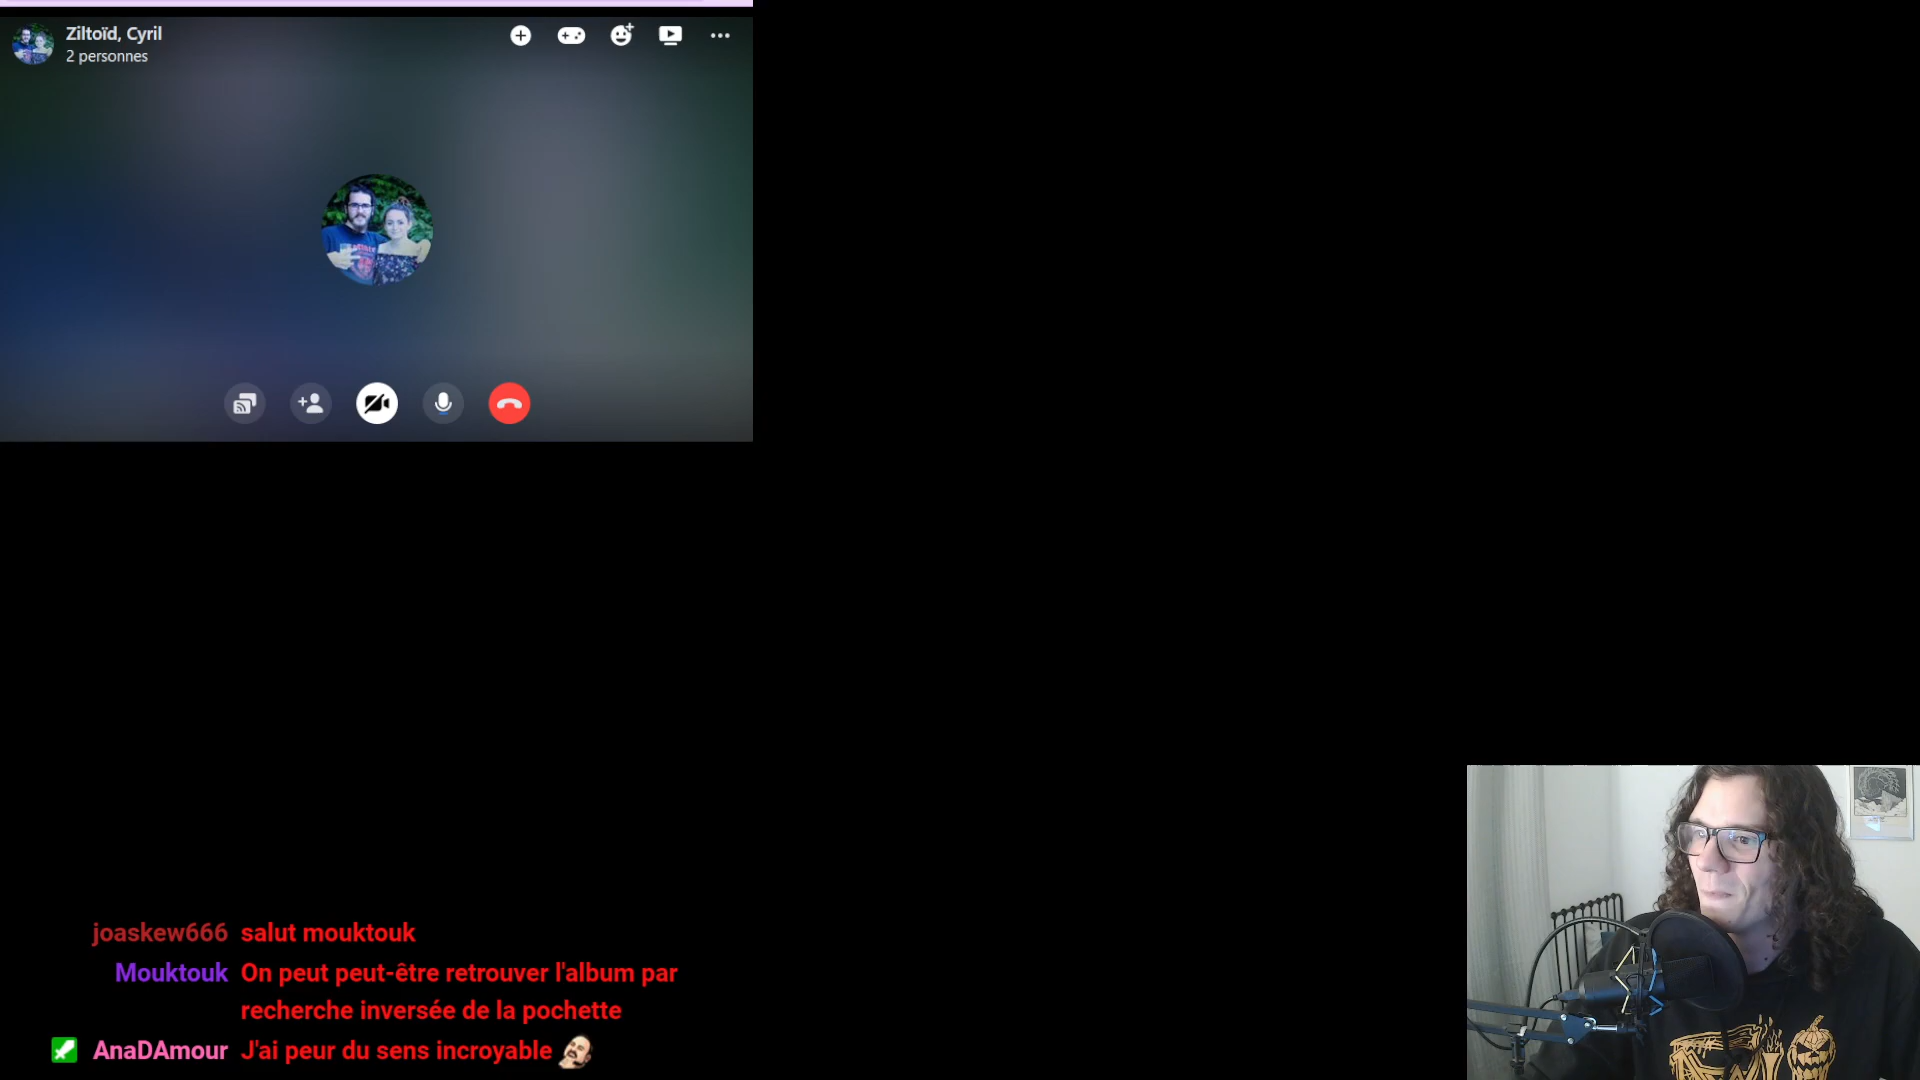 Ziltoïd, Cyril
2 personnes
joaskew666 salut mouktouk
Mouktouk On peut peut-être retrouver l'album par
recherche inversée de la pochette
AnaDAmour J'ai peur du sens incroyable